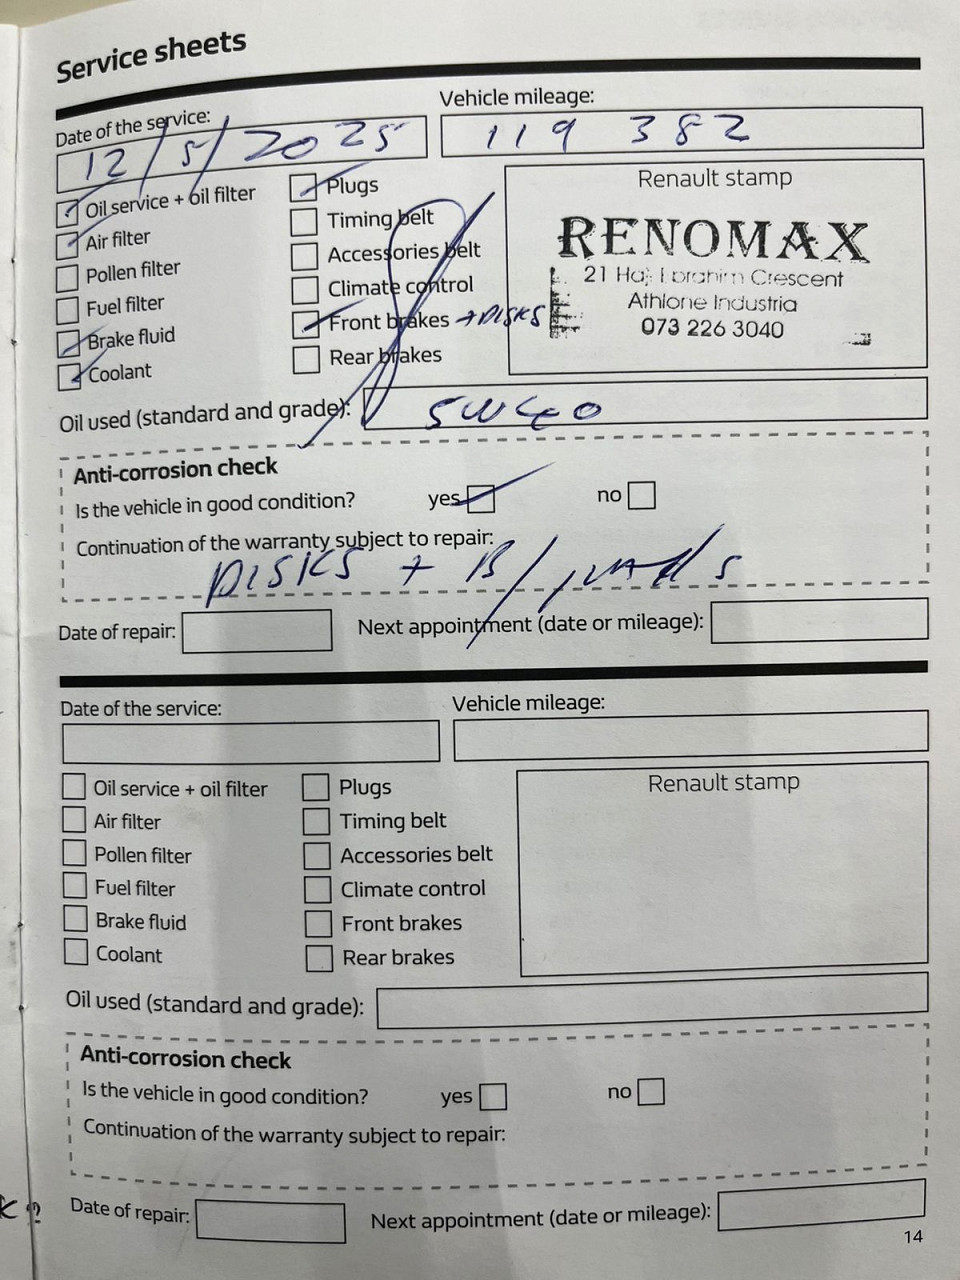 Service sheets
Date of the service: Vehicle mileage:
12/5/2025 119 382
Oil service + oil filter Plugs Renault stamp
Air filter Timing belt RENOMAX
Pollen filter Accessories belt 21 Haji Ebrahim Crescent
Fuel filter Climate control Athlone Industria
Brake fluid Front brakes + DISKS 073 226 3040
Coolant Rear brakes
Oil used (standard and grade): 5W40
Anti-corrosion check
Is the vehicle in good condition? yes no
Continuation of the warranty subject to repair:
DISKS + B/pads
Date of repair: Next appointment (date or mileage):
Date of the service: Vehicle mileage:
Oil service + oil filter Plugs Renault stamp
Air filter Timing belt
Pollen filter Accessories belt
Fuel filter Climate control
Brake fluid Front brakes
Coolant Rear brakes
Oil used (standard and grade):
Anti-corrosion check
Is the vehicle in good condition? yes no
Continuation of the warranty subject to repair:
Date of repair: Next appointment (date or mileage):
14